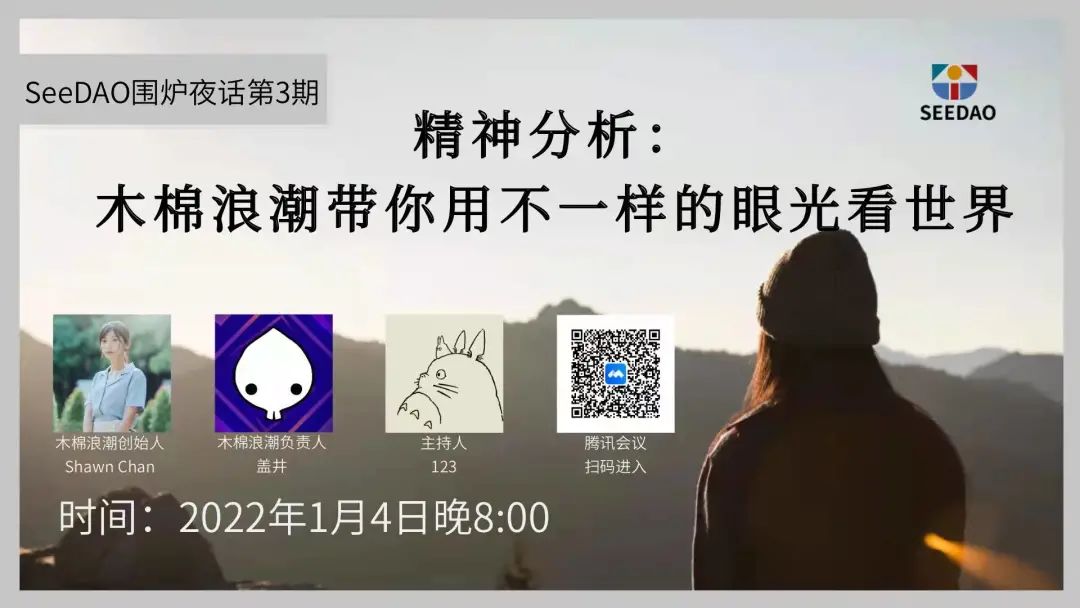 SeeDAO围炉夜话第3期
SEEDAO
精神分析：
木棉浪潮带你用不一样的眼光看世界
木棉浪潮创始人
Shawn Chan
木棉浪潮负责人
盖井
主持人
123
腾讯会议
扫码进入
时间：2022年1月4日晚8:00